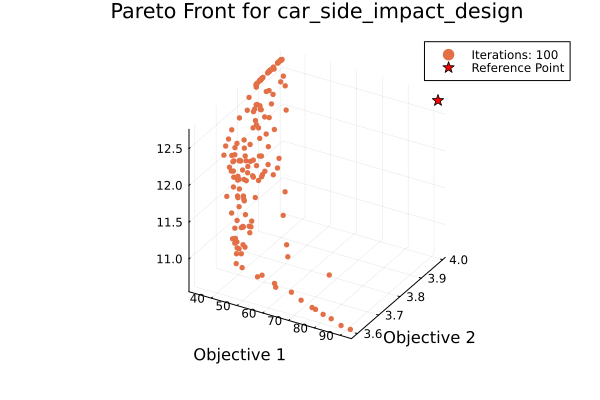 Pareto Front for car_side_impact_design
Iterations: 100
Reference Point
12.5
12.0
11.5
11.0
40 50 60 70 80 90
Objective 1
3.6 3.7 3.8 3.9 4.0
Objective 2